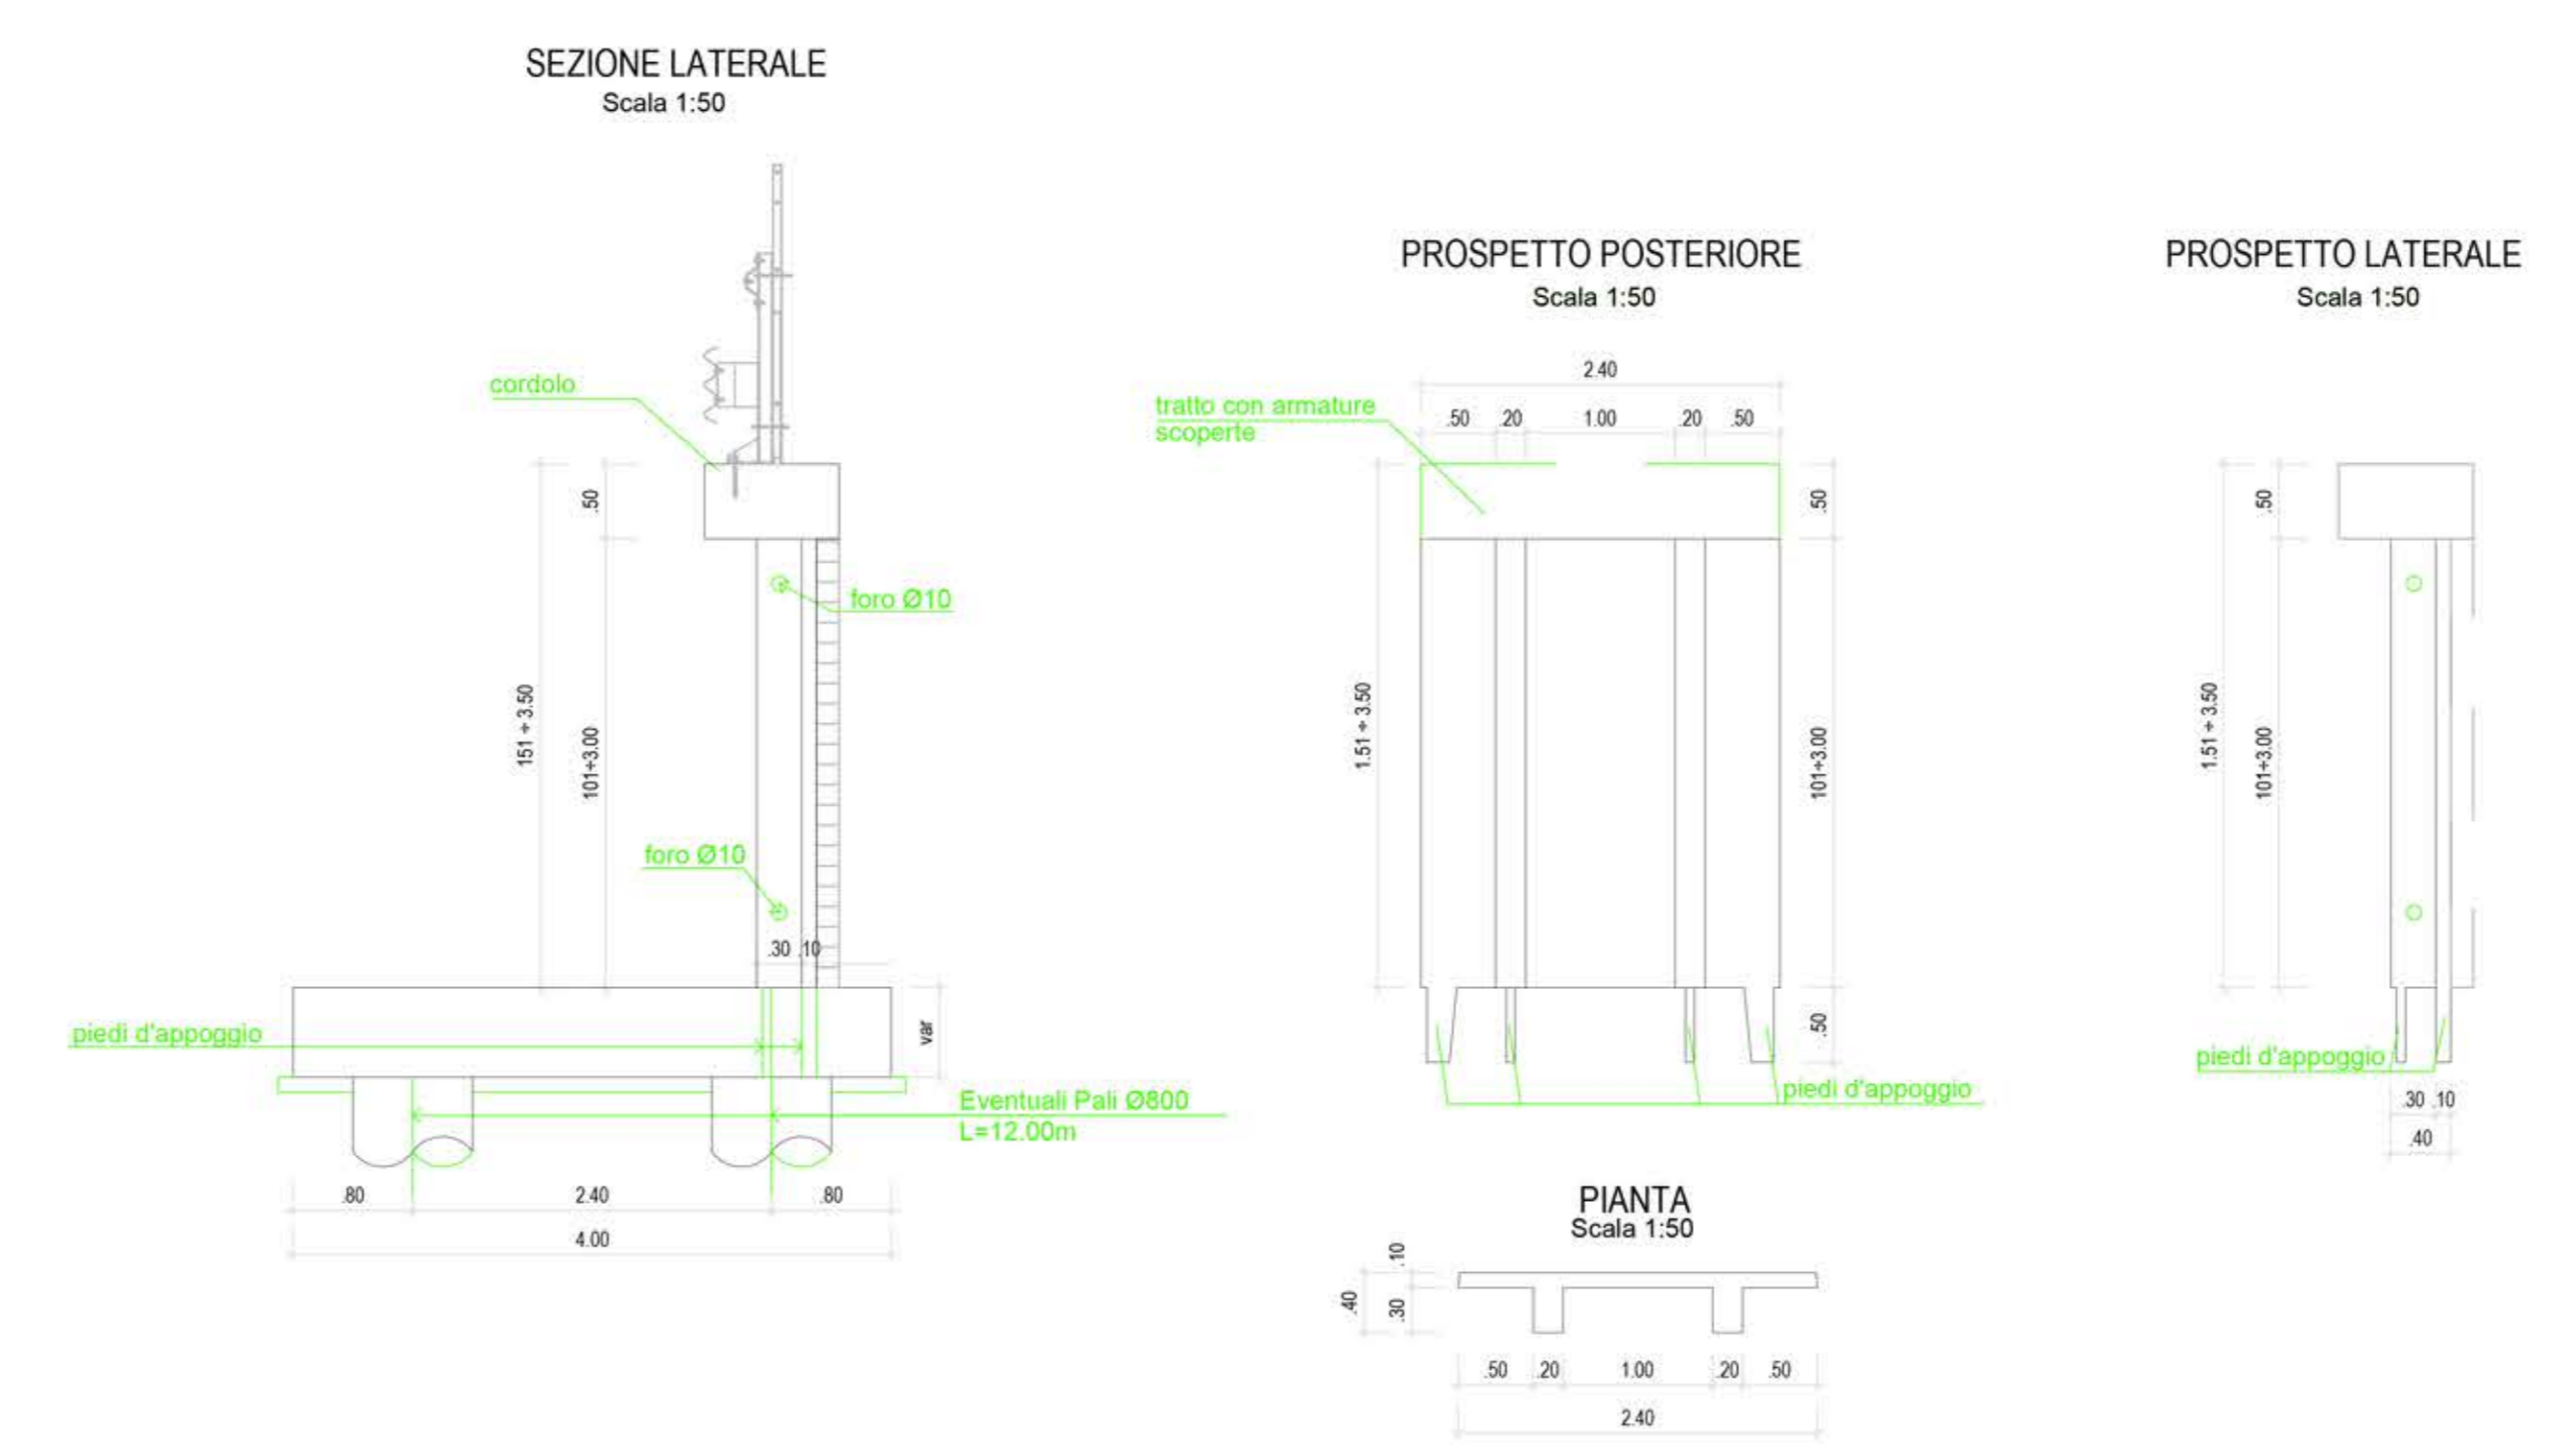 SEZIONE LATERALE
Scala 1:50
cordolo
.50
151 ÷ 3.50
101÷3.00
foro Ø10
foro Ø10
.30 .10
piedi d'appoggio
var
Eventuali Pali Ø800
L=12.00m
.80 2.40 .80
4.00
PROSPETTO POSTERIORE
Scala 1:50
2.40
tratto con armature
scoperte
.50 .20 1.00 .20 .50
.50
1.51 ÷ 3.50
101÷3.00
.50
piedi d'appoggio
PIANTA
Scala 1:50
.10
.40
.30
.50 .20 1.00 .20 .50
2.40
PROSPETTO LATERALE
Scala 1:50
.50
1.51 ÷ 3.50
101÷3.00
piedi d'appoggio
.30 .10
.40